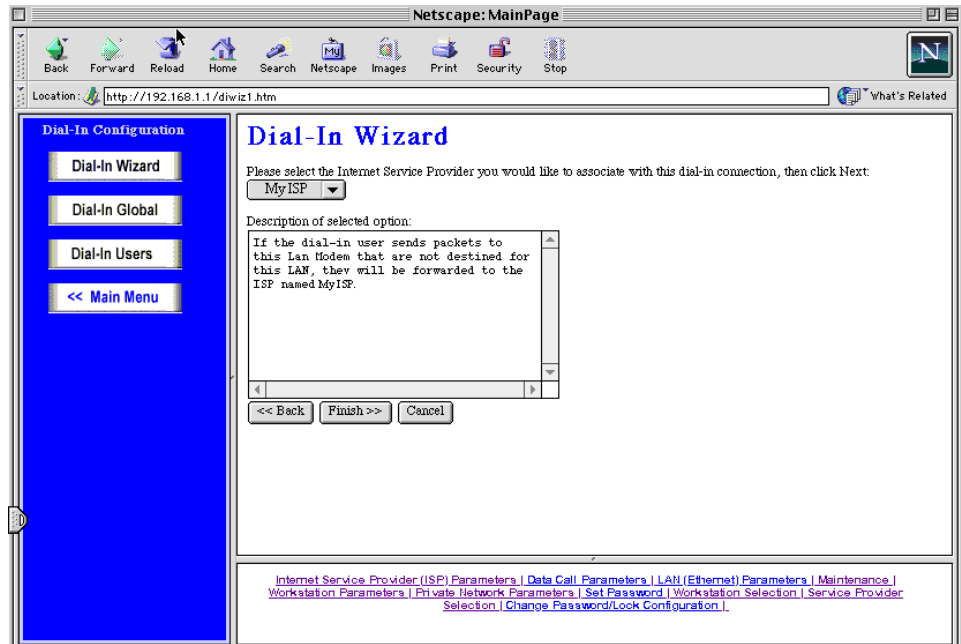 Netscape: MainPage
Back Forward Reload Home Search Netscape Images Print Security Stop
My
N
Location: http://192.168.1.1/diwiz1.htm What's Related
Dial-In Configuration
Dial-In Wizard
Dial-In Global
Dial-In Users
<< Main Menu
Dial-In Wizard
Please select the Internet Service Provider you would like to associate with this dial-in connection, then click Next:
My ISP
Description of selected option:
If the dial-in user sends packets to
this Lan Modem that are not destined for
this LAN, they will be forwarded to the
ISP named My ISP.
<< Back Finish >> Cancel
Internet Service Provider (ISP) Parameters | Data Call Parameters | LAN (Ethernet) Parameters | Maintenance |
Workstation Parameters | Private Network Parameters | Set Password | Workstation Selection | Service Provider
Selection | Change Password/Lock Configuration |